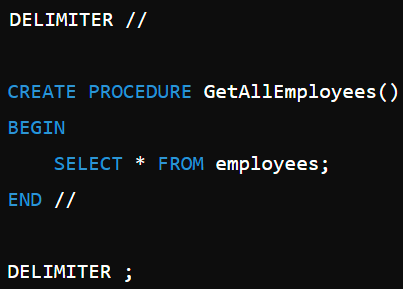 DELIMITER //
CREATE PROCEDURE GetAllEmployees()
BEGIN
    SELECT * FROM employees;
END //
DELIMITER ;